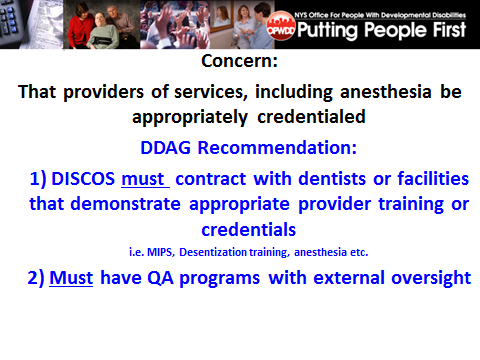 NYS Office For People With Developmental Disabilities
OPWDD
Putting People First
Concern:
That providers of services, including anesthesia be
appropriately credentialed
DDAG Recommendation:
1) DISCOS must contract with dentists or facilities
that demonstrate appropriate provider training or
credentials
i.e. MIPS, Desentization training, anesthesia etc.
2) Must have QA programs with external oversight